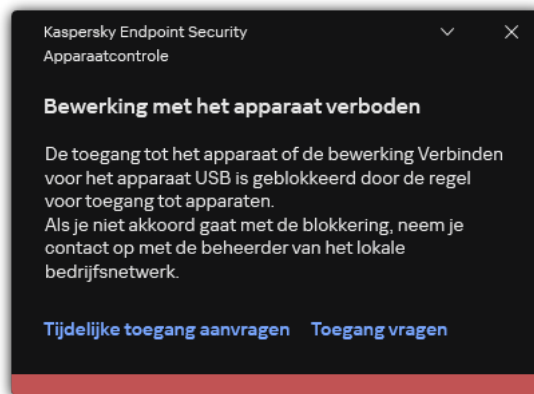 Kaspersky Endpoint Security
Apparaatcontrole
Bewerking met het apparaat verboden
De toegang tot het apparaat of de bewerking Verbinden
voor het apparaat USB is geblokkeerd door de regel
voor toegang tot apparaten.
Als je niet akkoord gaat met de blokkering, neem je
contact op met de beheerder van het lokale
bedrijfsnetwerk.
Tijdelijke toegang aanvragen Toegang vragen